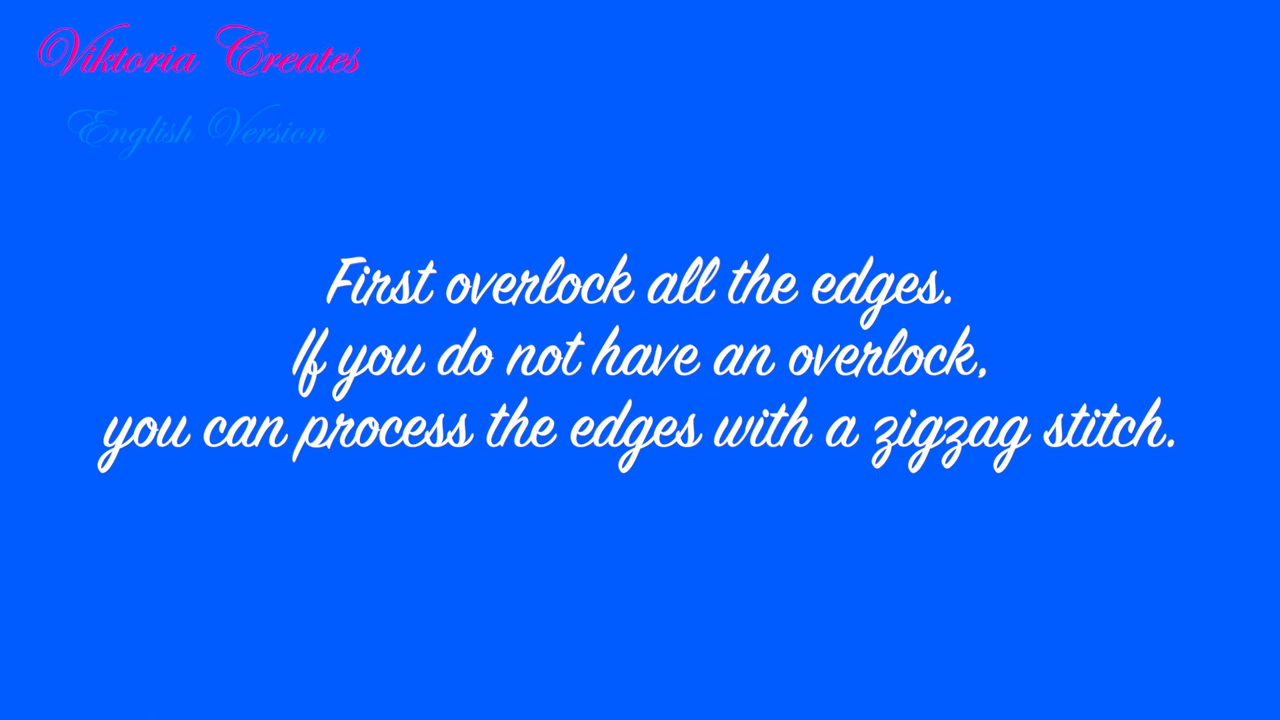 Viktoria Creates
English Version
First overlock all the edges.
If you do not have an overlock,
you can process the edges with a zigzag stitch.